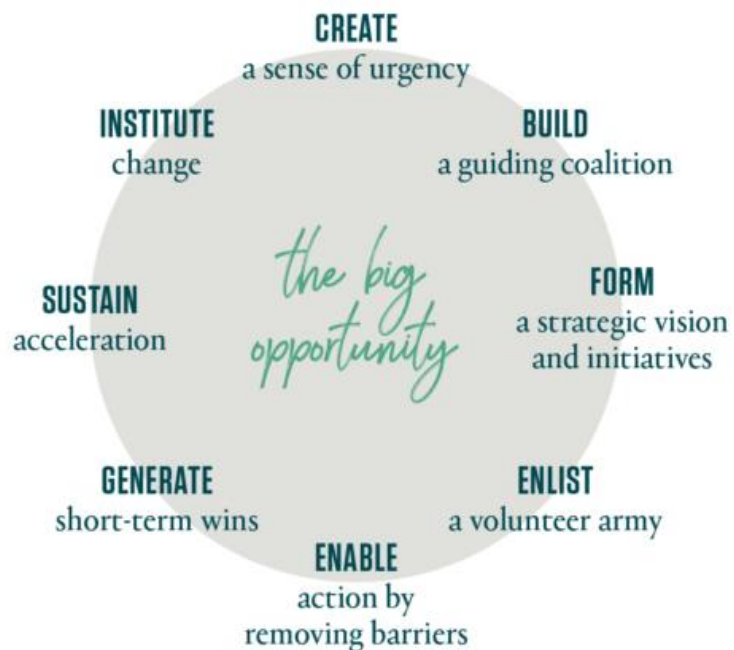 CREATE
a sense of urgency
BUILD
a guiding coalition
FORM
a strategic vision
and initiatives
ENLIST
a volunteer army
ENABLE
action by
removing barriers
GENERATE
short-term wins
SUSTAIN
acceleration
INSTITUTE
change
the big
opportunity